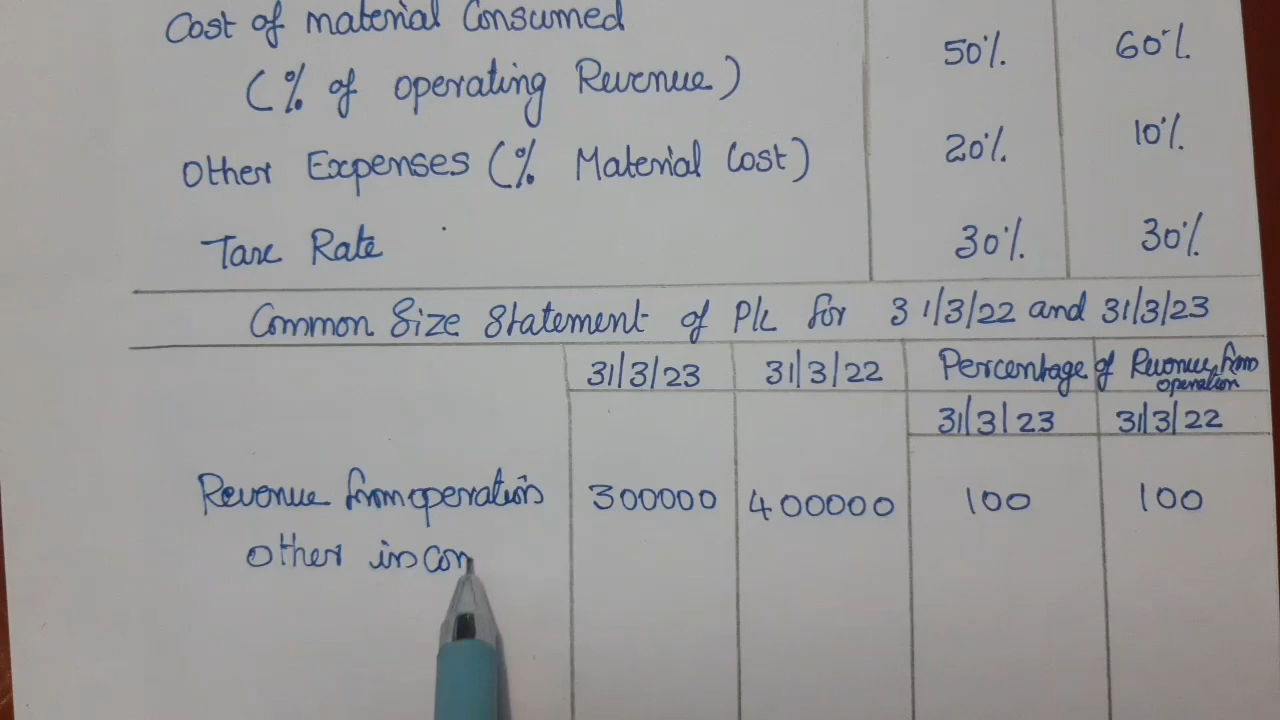 Cost of material Consumed
(% of operating Revenue) 50% 60%
Other Expenses (% Material Cost) 20% 10%
Tax Rate 30% 30%
Common Size Statement of P/L for 31/3/22 and 31/3/23
31/3/23 31/3/22 Percentage of Revenue from operation
31/3/23 31/3/22
Revenue from operations 300000 400000 100 100
Other incom